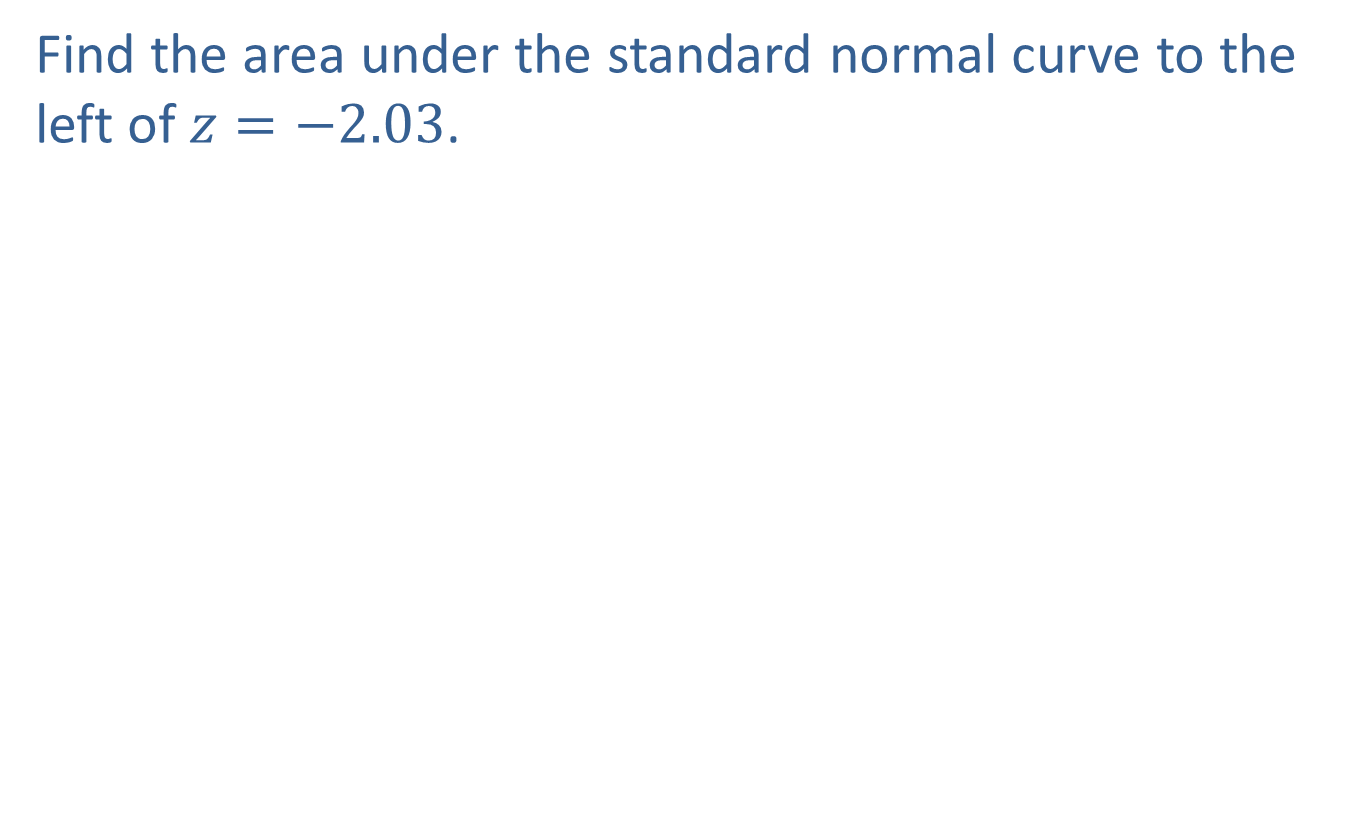 Find the area under the standard normal curve to the
left of z = −2.03.